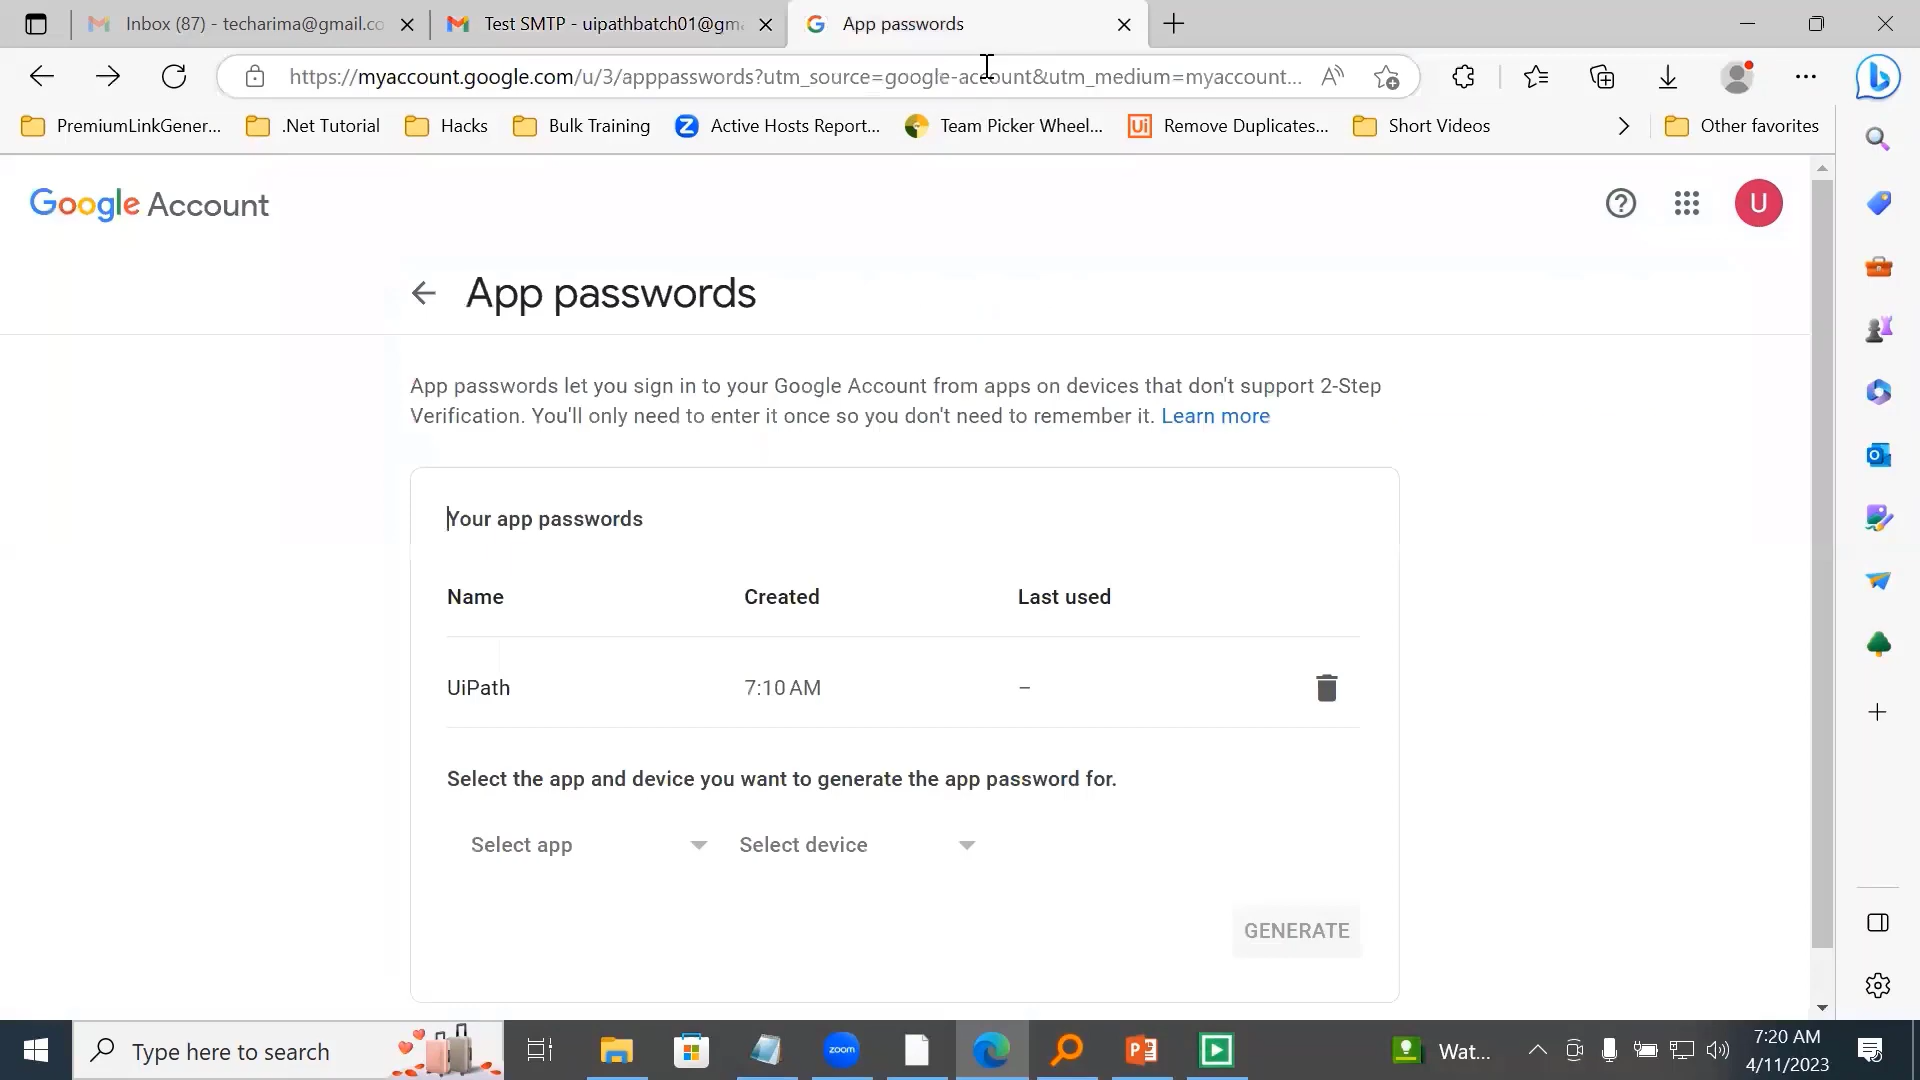 Inbox (87) - techarima@gmail.co
Test SMTP - uipathbatch01@gma
App passwords
https://myaccount.google.com/u/3/apppasswords?utm_source=google-account&utm_medium=myaccount...
PremiumLinkGener...
.Net Tutorial
Hacks
Bulk Training
Active Hosts Report...
Team Picker Wheel...
Remove Duplicates...
Short Videos
Other favorites
Google Account
U
App passwords
App passwords let you sign in to your Google Account from apps on devices that don't support 2-Step
Verification. You'll only need to enter it once so you don't need to remember it. Learn more
Your app passwords
Name Created Last used
UiPath 7:10 AM –
Select the app and device you want to generate the app password for.
Select app Select device
GENERATE
Type here to search
zoom
Wat...
7:20 AM
4/11/2023